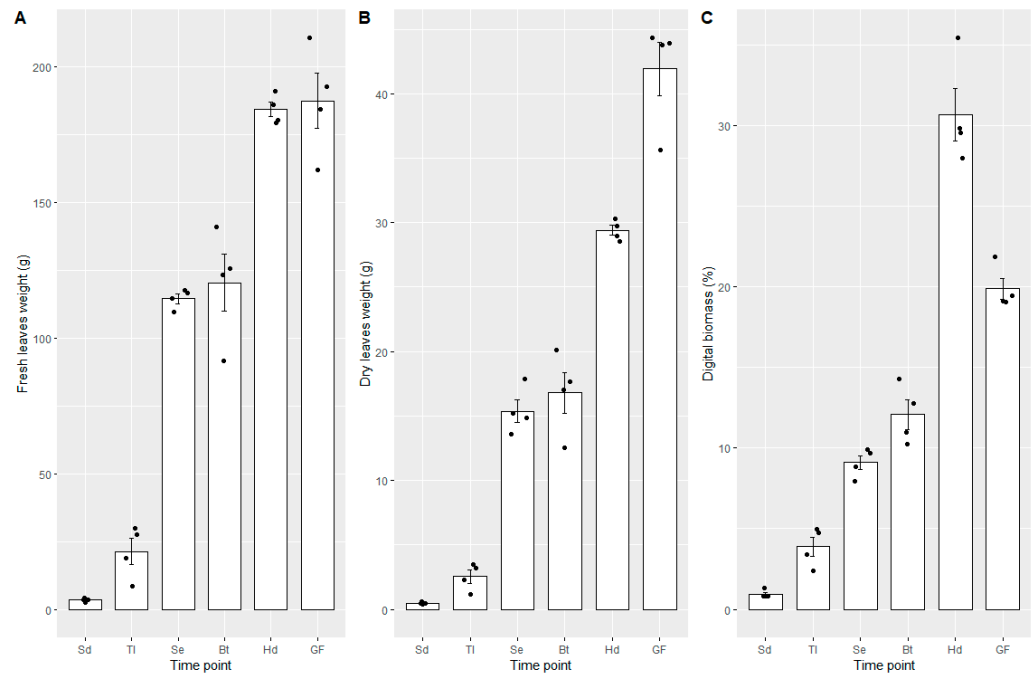 A
Fresh leaves weight (g)
200
150
100
50
0
Sd Tl Se Bt Hd GF
Time point
B
Dry leaves weight (g)
40
30
20
10
0
Sd Tl Se Bt Hd GF
Time point
C
Digital biomass (%)
30
20
10
0
Sd Tl Se Bt Hd GF
Time point